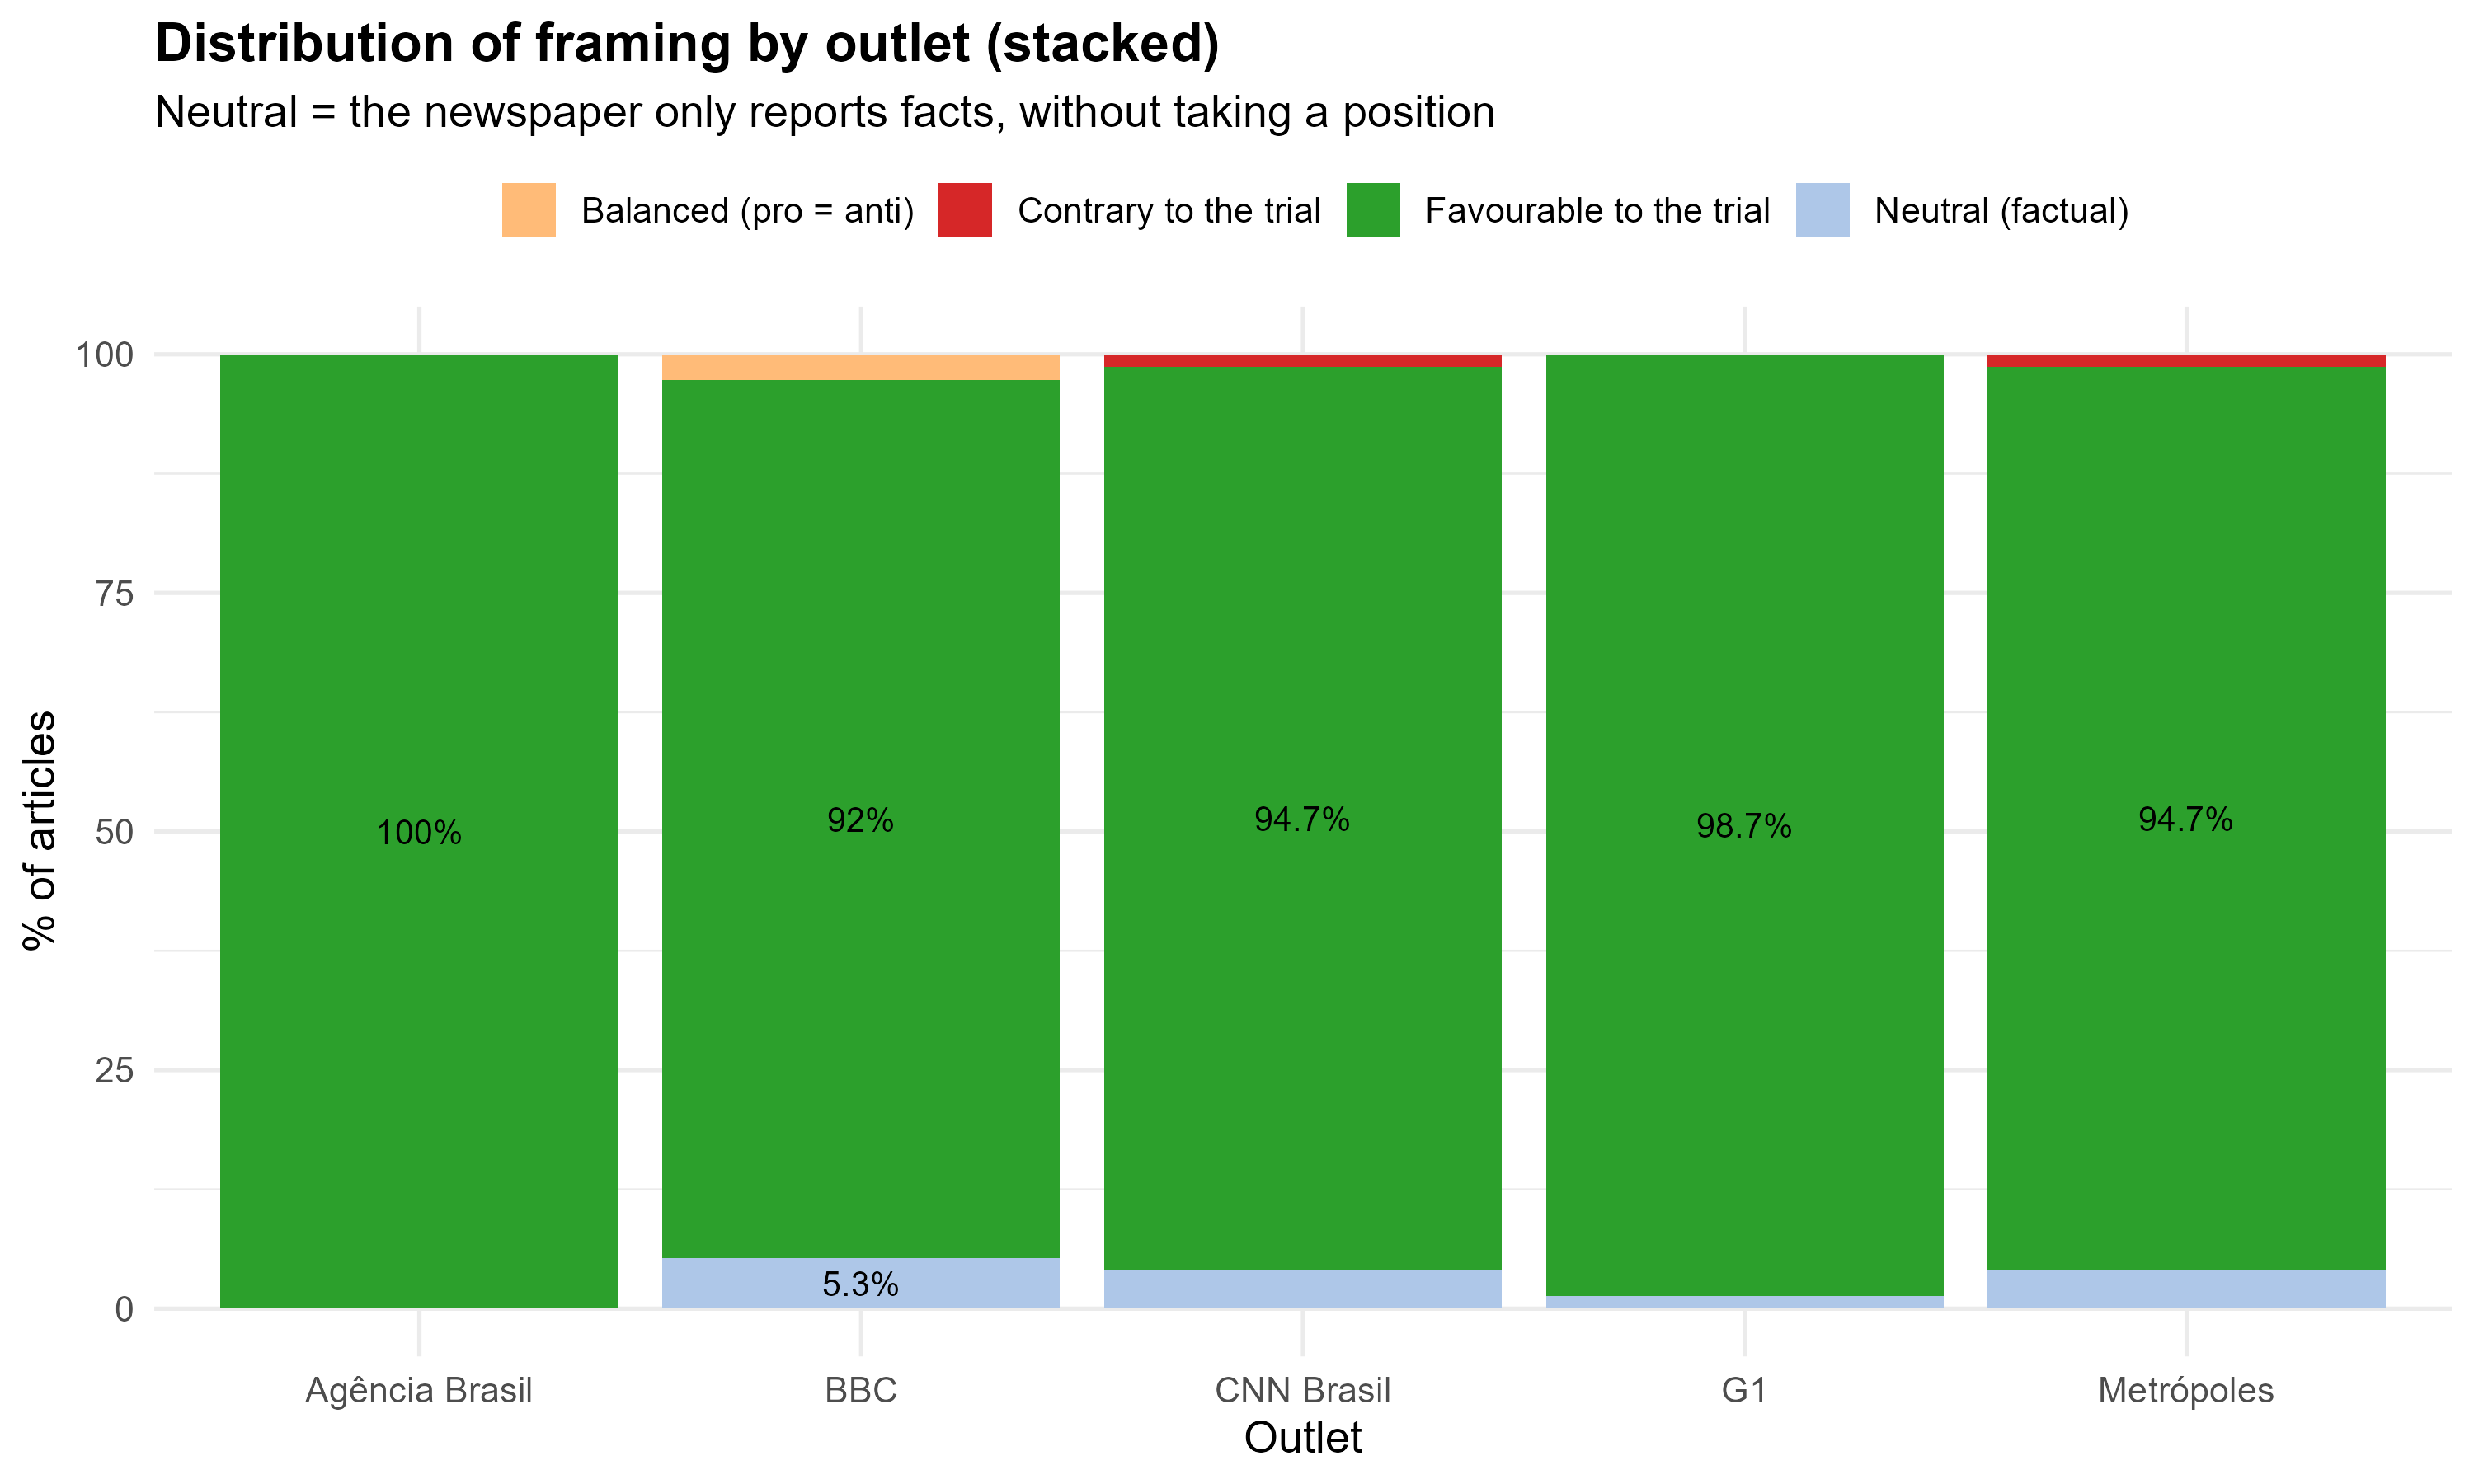 Distribution of framing by outlet (stacked)
Neutral = the newspaper only reports facts, without taking a position
Balanced (pro = anti) Contrary to the trial Favourable to the trial Neutral (factual)
% of articles
100
75
50
25
0
100% 92% 94.7% 98.7% 94.7%
5.3%
Agência Brasil BBC CNN Brasil G1 Metrópoles
Outlet